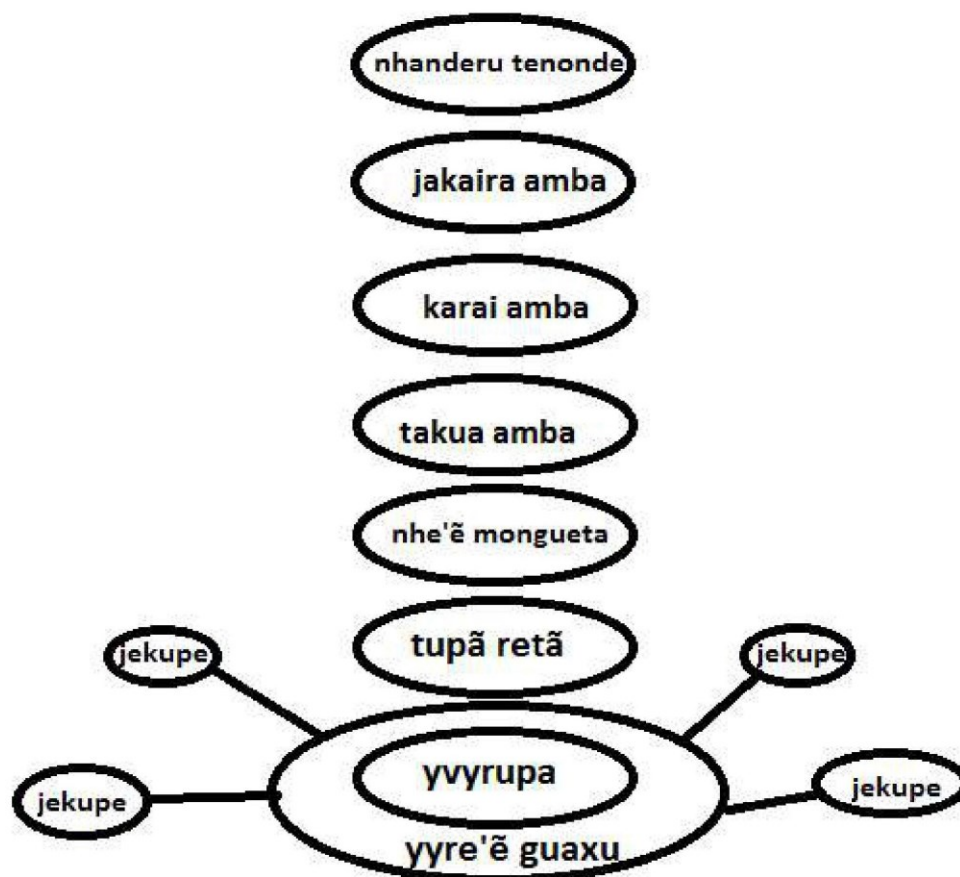 nhanderu tenonde
jakaira amba
karai amba
takua amba
nhe'ẽ mongueta
tupã retã
jekupe
jekupe
yvyrupa
jekupe
jekupe
yyre'ẽ guaxu